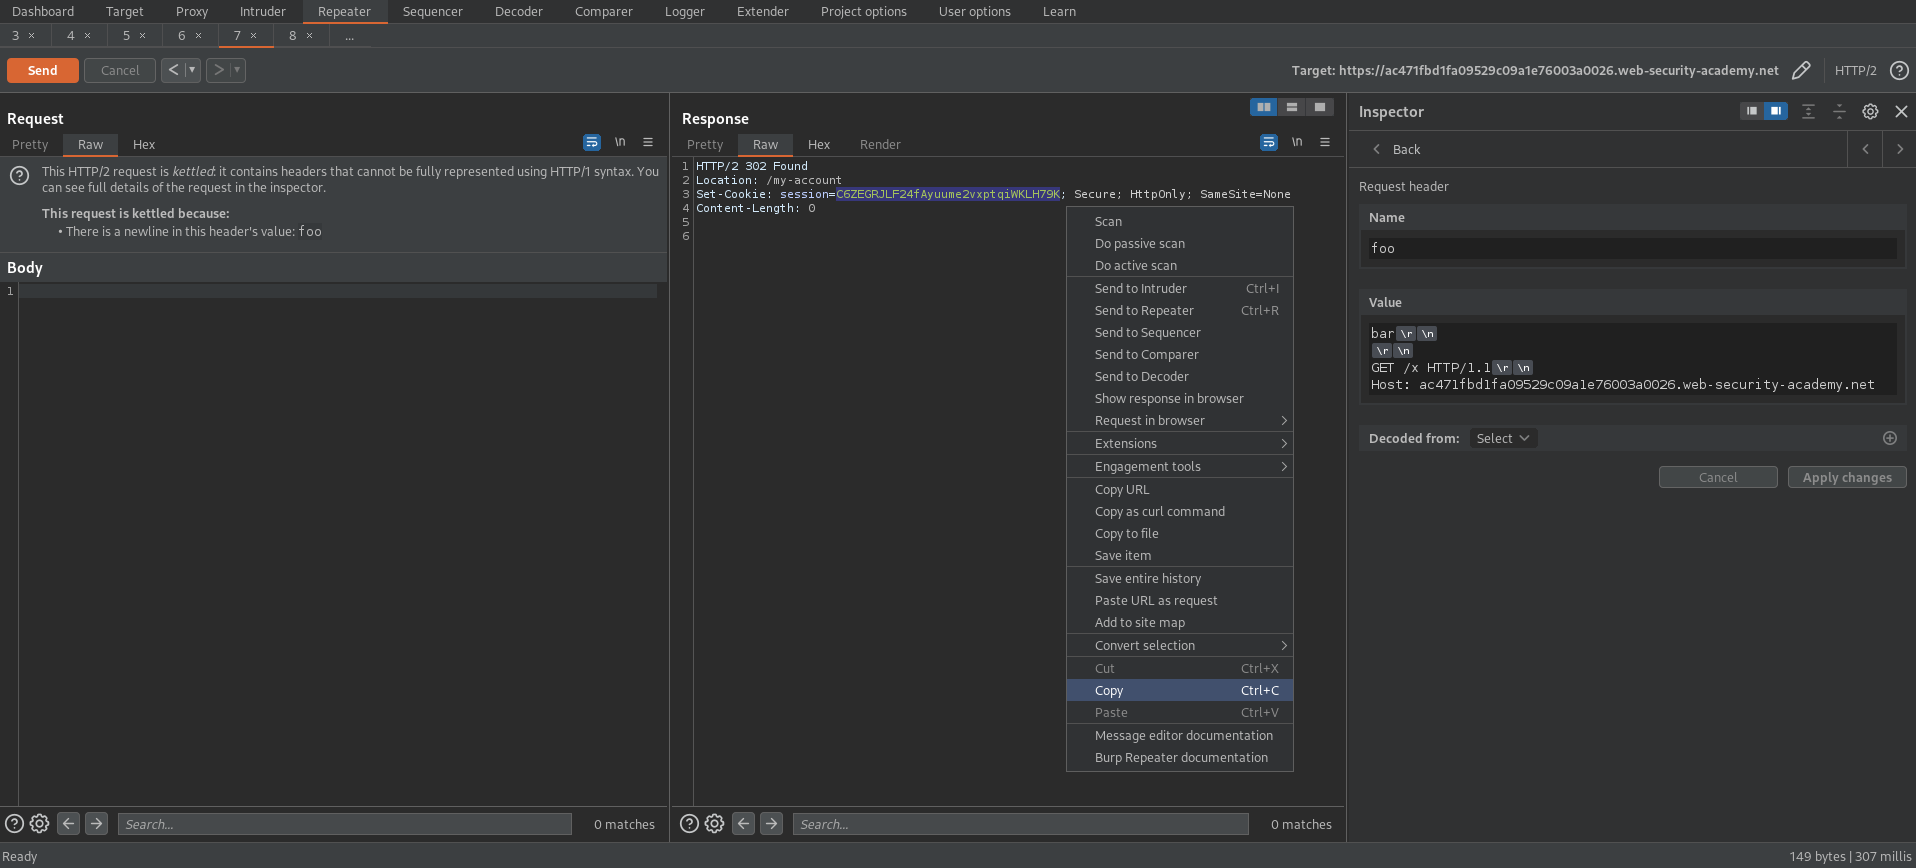 Dashboard Target Proxy Intruder Repeater Sequencer Decoder Comparer Logger Extender Project options User options Learn
3 × 4 × 5 × 6 × 7 × 8 × ...
Send Cancel < ▾ > ▾ Target: https://ac471fbd1fa09529c09a1e76003a0026.web-security-academy.net HTTP/2 ?
Request
Pretty Raw Hex \n
This HTTP/2 request is kettled: it contains headers that cannot be fully represented using HTTP/1 syntax. You
can see full details of the request in the inspector.
This request is kettled because:
• There is a newline in this header's value: foo
Body
1
Search...
0 matches
Response
Pretty Raw Hex Render \n
1 HTTP/2 302 Found
2 Location: /my-account
3 Set-Cookie: session=C6ZEGRJLF24fAyuume2vxptqiWKLH79K; Secure; HttpOnly; SameSite=None
4 Content-Length: 0
5
6
Scan
Do passive scan
Do active scan
Send to Intruder Ctrl+I
Send to Repeater Ctrl+R
Send to Sequencer
Send to Comparer
Send to Decoder
Show response in browser
Request in browser >
Extensions >
Engagement tools >
Copy URL
Copy as curl command
Copy to file
Save item
Save entire history
Paste URL as request
Add to site map
Convert selection >
Cut Ctrl+X
Copy Ctrl+C
Paste Ctrl+V
Message editor documentation
Burp Repeater documentation
Search...
0 matches
Inspector
< Back < >
Request header
Name
foo
Value
bar \r \n
\r \n
GET /x HTTP/1.1 \r \n
Host: ac471fbd1fa09529c09a1e76003a0026.web-security-academy.net
Decoded from: Select
Cancel Apply changes
Ready
149 bytes | 307 millis